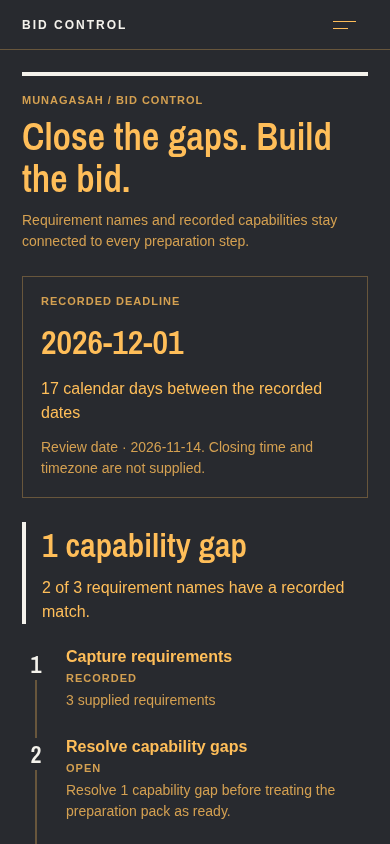 BID CONTROL
MUNAGASAH / BID CONTROL
Close the gaps. Build
the bid.
Requirement names and recorded capabilities stay
connected to every preparation step.
RECORDED DEADLINE
2026-12-01
17 calendar days between the recorded
dates
Review date · 2026-11-14. Closing time and
timezone are not supplied.
1 capability gap
2 of 3 requirement names have a recorded
match.
1
Capture requirements
RECORDED
3 supplied requirements
2
Resolve capability gaps
OPEN
Resolve 1 capability gap before treating the
preparation pack as ready.